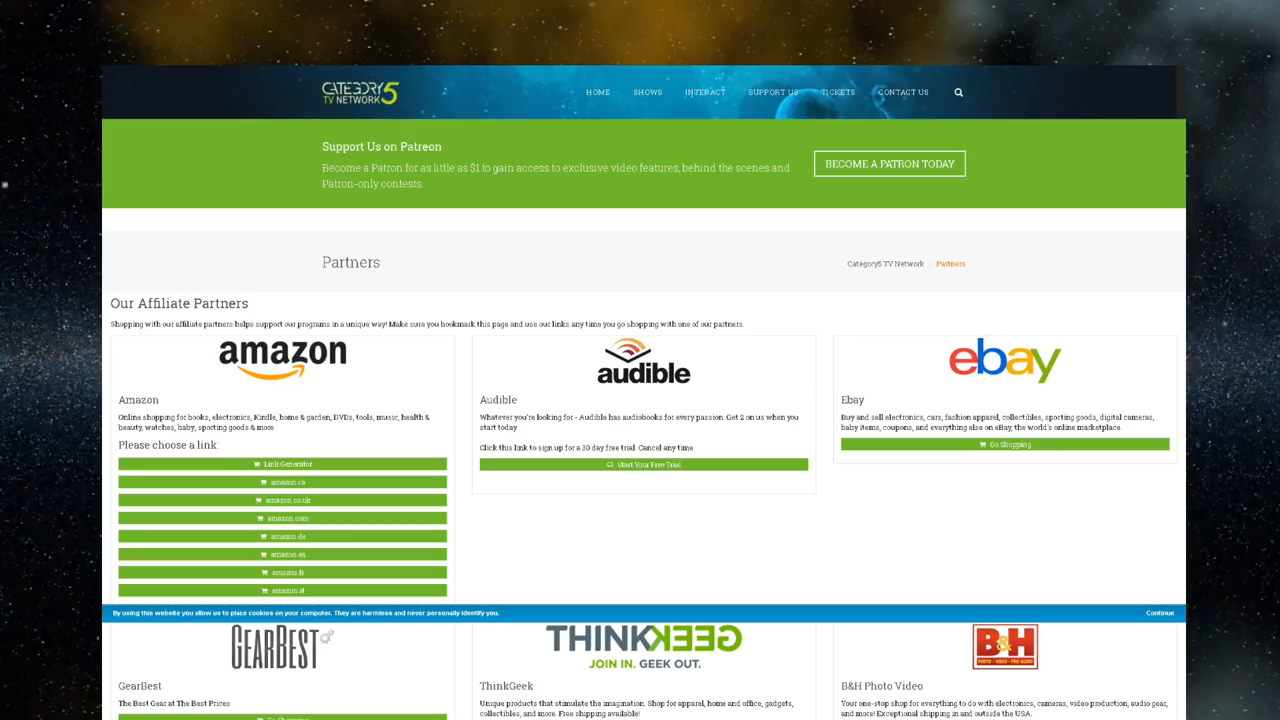 CATEGORY5
TV NETWORK
HOME SHOWS INTERACT SUPPORT US TICKETS CONTACT US
Support Us on Patreon
Become a Patron for as little as $1 to gain access to exclusive video features, behind the scenes and
Patron-only contests.
BECOME A PATRON TODAY
Partners
Category5 TV Network / Partners
Our Affiliate Partners
Shopping with our affiliate partners helps support our programs in a unique way! Make sure you bookmark this page and use our links any time you go shopping with one of our partners.
amazon
Amazon
Online shopping for books, electronics, Kindle, home & garden, DVDs, tools, music, health &
beauty, watches, baby, sporting goods & more.
Please choose a link:
Link Generator
amazon.ca
amazon.co.uk
amazon.com
amazon.de
amazon.es
amazon.fr
amazon.it
audible
Audible
Whatever you're looking for - Audible has audiobooks for every passion. Get 2 on us when you
start today.
Click this link to sign up for a 30 day free trial. Cancel any time.
Start Your Free Trial
ebay
Ebay
Buy and sell electronics, cars, fashion apparel, collectibles, sporting goods, digital cameras,
baby items, coupons, and everything else on eBay, the world's online marketplace.
Go Shopping
By using this website you allow us to place cookies on your computer. They are harmless and never personally identify you.
Continue
GEARBEST
GearBest
The Best Gear at The Best Prices
Go Shopping
THINKGEEK
JOIN IN. GEEK OUT.
ThinkGeek
Unique products that stimulate the imagination. Shop for apparel, home and office, gadgets,
collectibles, and more. Free shipping available!
B&H
PHOTO - VIDEO - PRO AUDIO
B&H Photo Video
Your one-stop shop for everything to do with electronics, cameras, video production, audio gear,
and more! Exceptional shipping in and outside the USA.